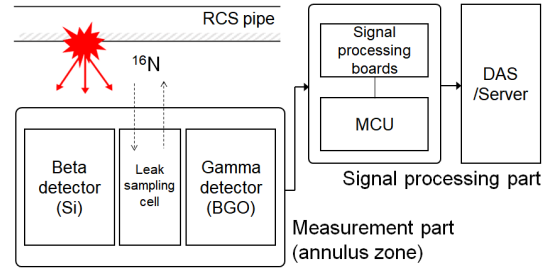 RCS pipe
16N
Beta
detector
(Si)
Leak
sampling
cell
Gamma
detector
(BGO)
Measurement part
(annulus zone)
Signal
processing
boards
MCU
Signal processing part
DAS
/Server